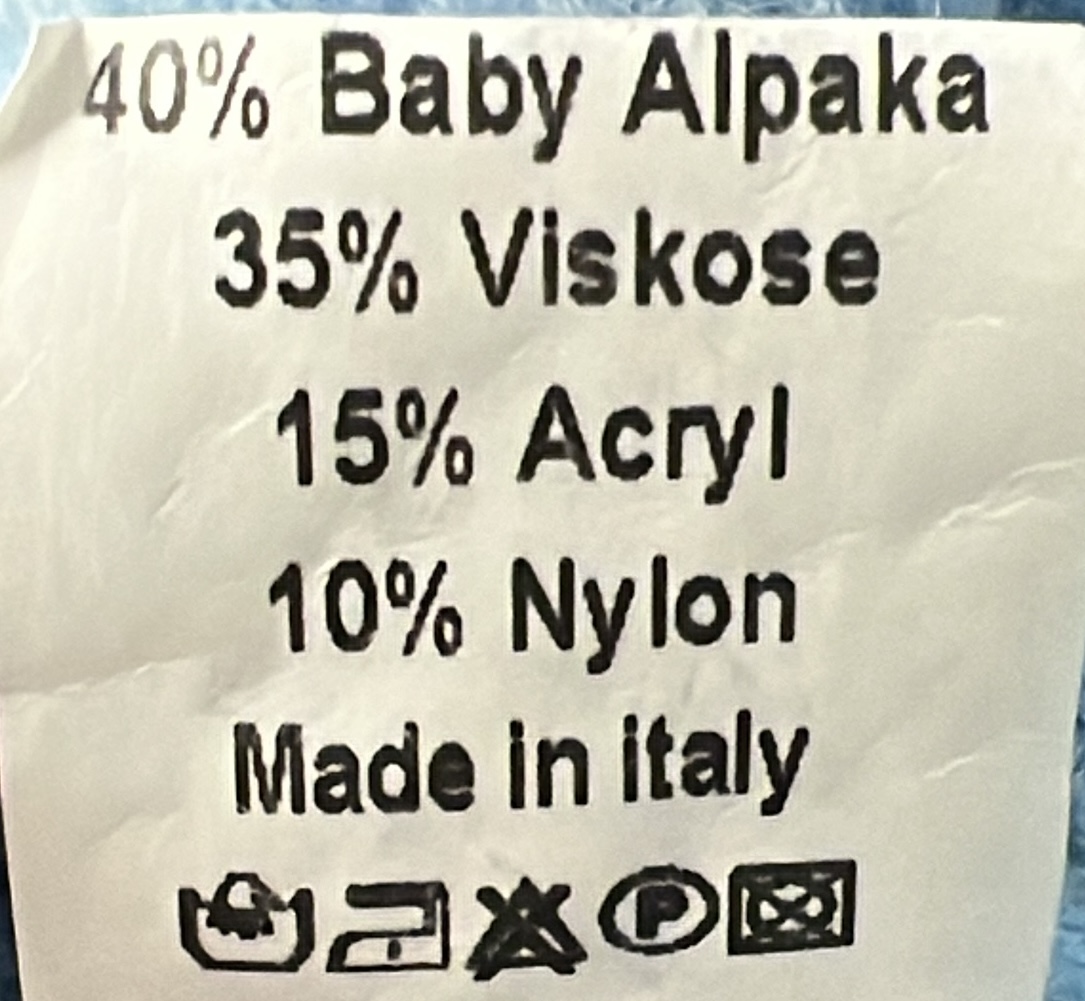 40% Baby Alpaka
35% Viskose
15% Acryl
10% Nylon
Made in italy
P